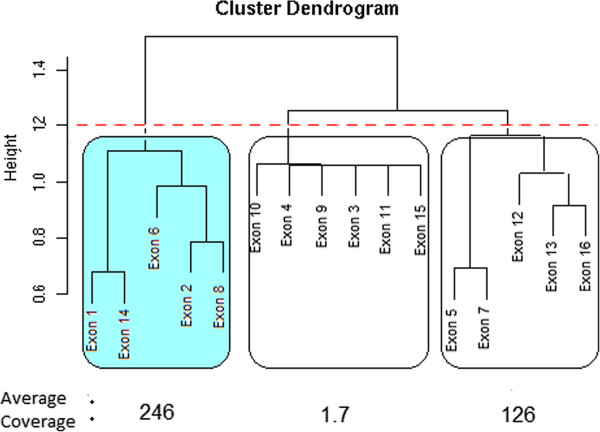 Cluster Dendrogram
Height
1.4
1.2
1.0
0.8
0.6
Exon 1
Exon 14
Exon 6
Exon 2
Exon 8
Exon 10
Exon 4
Exon 9
Exon 3
Exon 11
Exon 15
Exon 5
Exon 7
Exon 12
Exon 13
Exon 16
Average :
Coverage
246
1.7
126